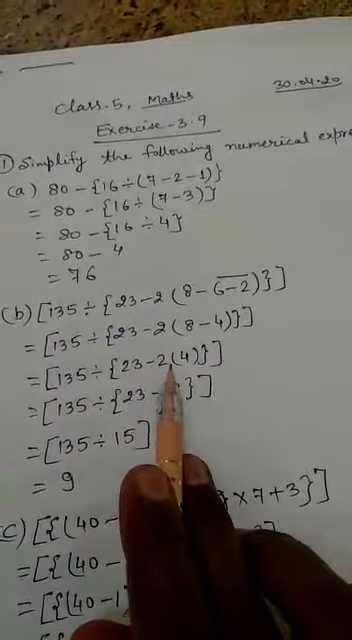 30.04.20
Class-5, Maths
Exercise-3.9
① Simplify the following numerical expre
(a) 80 - {16÷(7-2-1)}
= 80 - {16÷(7-3)}
= 80 - {16÷4}
= 80 - 4
= 76
(b) [135 ÷ {23-2(8-6-2)}]
= [135 ÷ {23-2(8-4)}]
= [135 ÷ {23-2(4)}]
= [135 ÷ {23-
= [135 ÷ 15]
= 9
(C) [{(40- }×7+3}]
= [{(40-
= [{(40-1